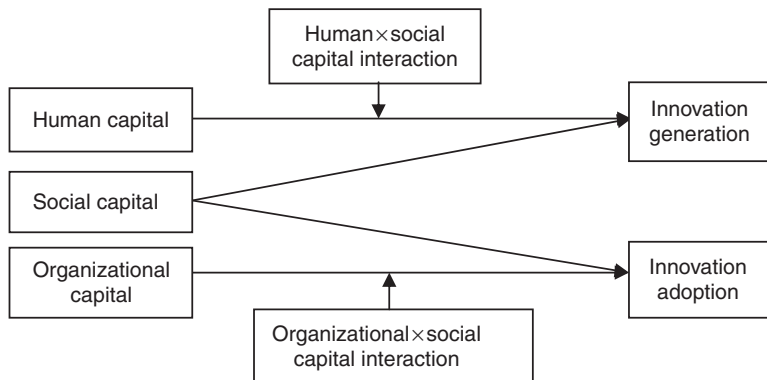 Human×social
capital interaction
Human capital
Innovation
generation
Social capital
Organizational
capital
Innovation
adoption
Organizational×social
capital interaction